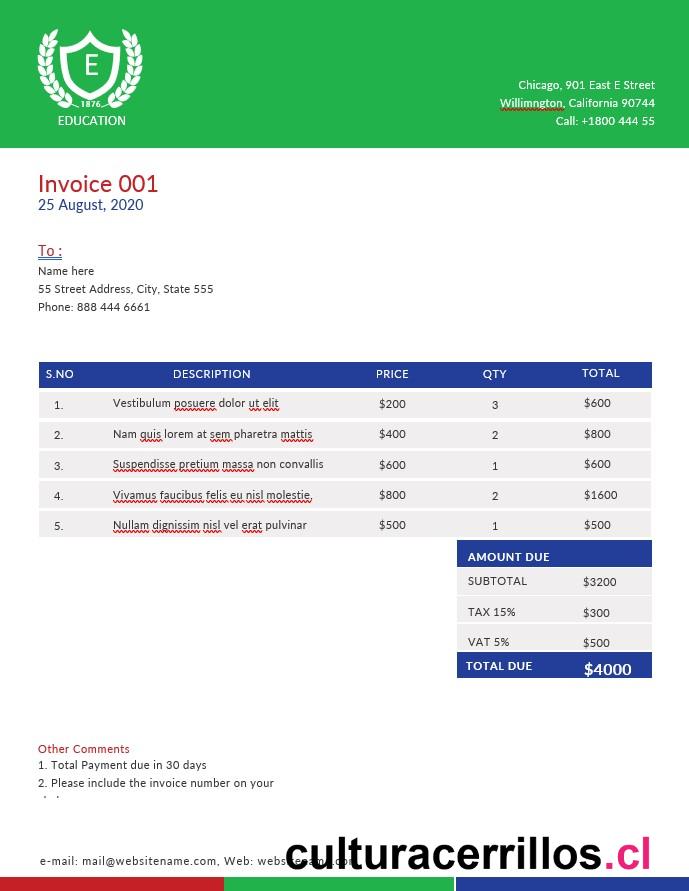 E
1876
EDUCATION
Chicago, 901 East E Street
Willimngton, California 90744
Call: +1800 444 55
Invoice 001
25 August, 2020
To :
Name here
55 Street Address, City, State 555
Phone: 888 444 6661
S.NO DESCRIPTION PRICE QTY TOTAL
1. Vestibulum posuere dolor ut elit $200 3 $600
2. Nam quis lorem at sem pharetra mattis $400 2 $800
3. Suspendisse pretium massa non convallis $600 1 $600
4. Vivamus faucibus felis eu nisl molestie, $800 2 $1600
5. Nullam dignissim nisl vel erat pulvinar $500 1 $500
AMOUNT DUE
SUBTOTAL $3200
TAX 15% $300
VAT 5% $500
TOTAL DUE $4000
Other Comments
1. Total Payment due in 30 days
2. Please include the invoice number on your
e-mail: mail@websitename.com, Web:
culturacerrillos.cl